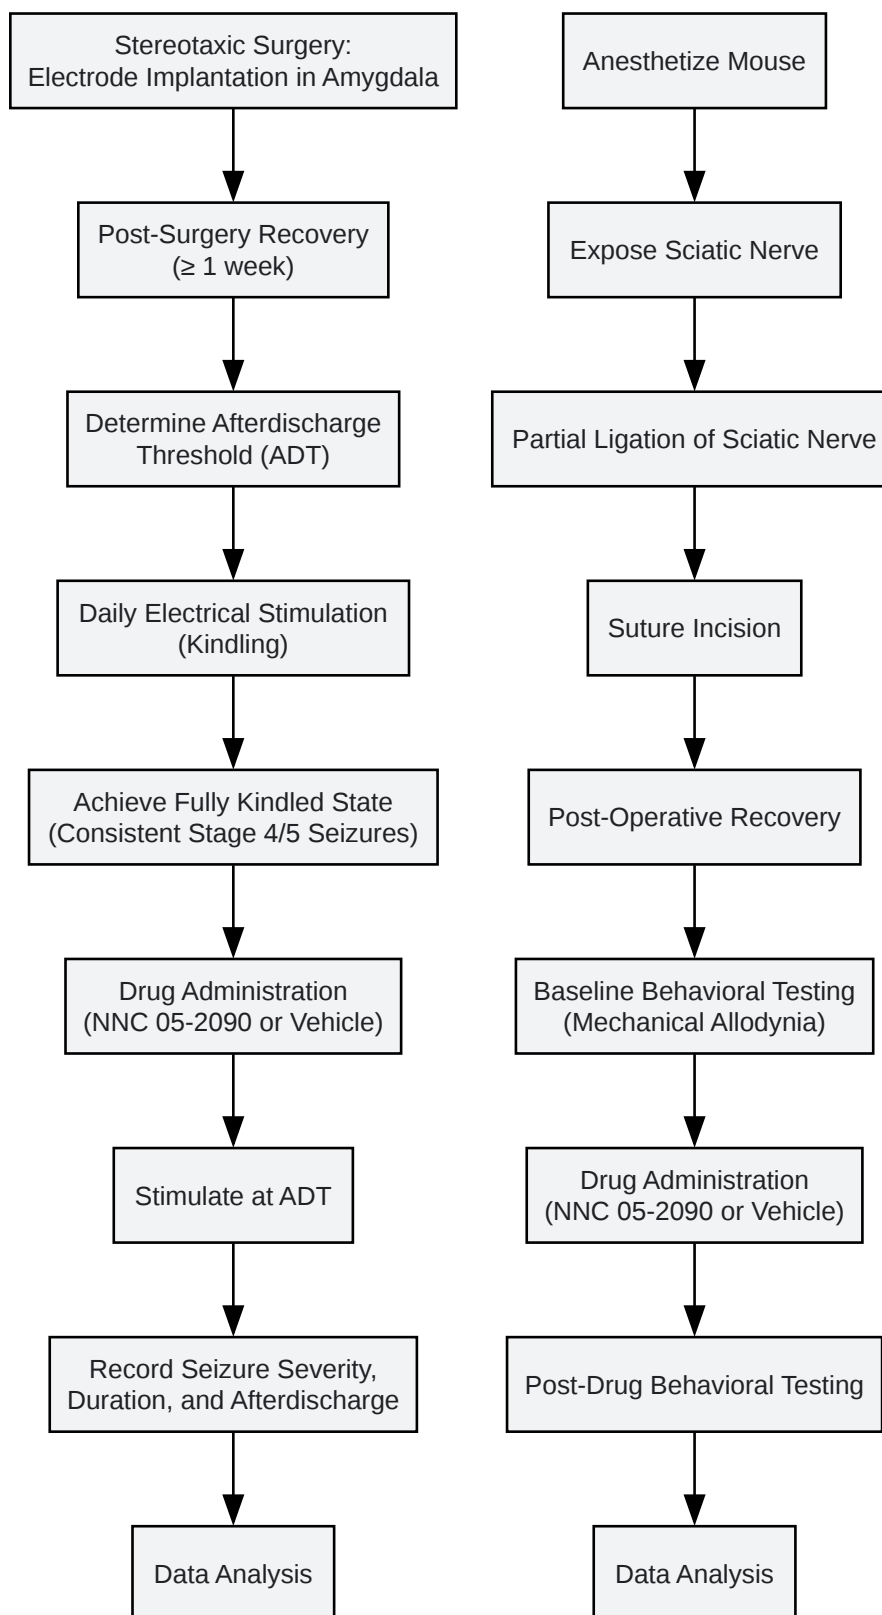 Stereotaxic Surgery:
Electrode Implantation in Amygdala
Post-Surgery Recovery
(≥ 1 week)
Determine Afterdischarge
Threshold (ADT)
Daily Electrical Stimulation
(Kindling)
Achieve Fully Kindled State
(Consistent Stage 4/5 Seizures)
Drug Administration
(NNC 05-2090 or Vehicle)
Stimulate at ADT
Record Seizure Severity,
Duration, and Afterdischarge
Data Analysis
Anesthetize Mouse
Expose Sciatic Nerve
Partial Ligation of Sciatic Nerve
Suture Incision
Post-Operative Recovery
Baseline Behavioral Testing
(Mechanical Allodynia)
Drug Administration
(NNC 05-2090 or Vehicle)
Post-Drug Behavioral Testing
Data Analysis